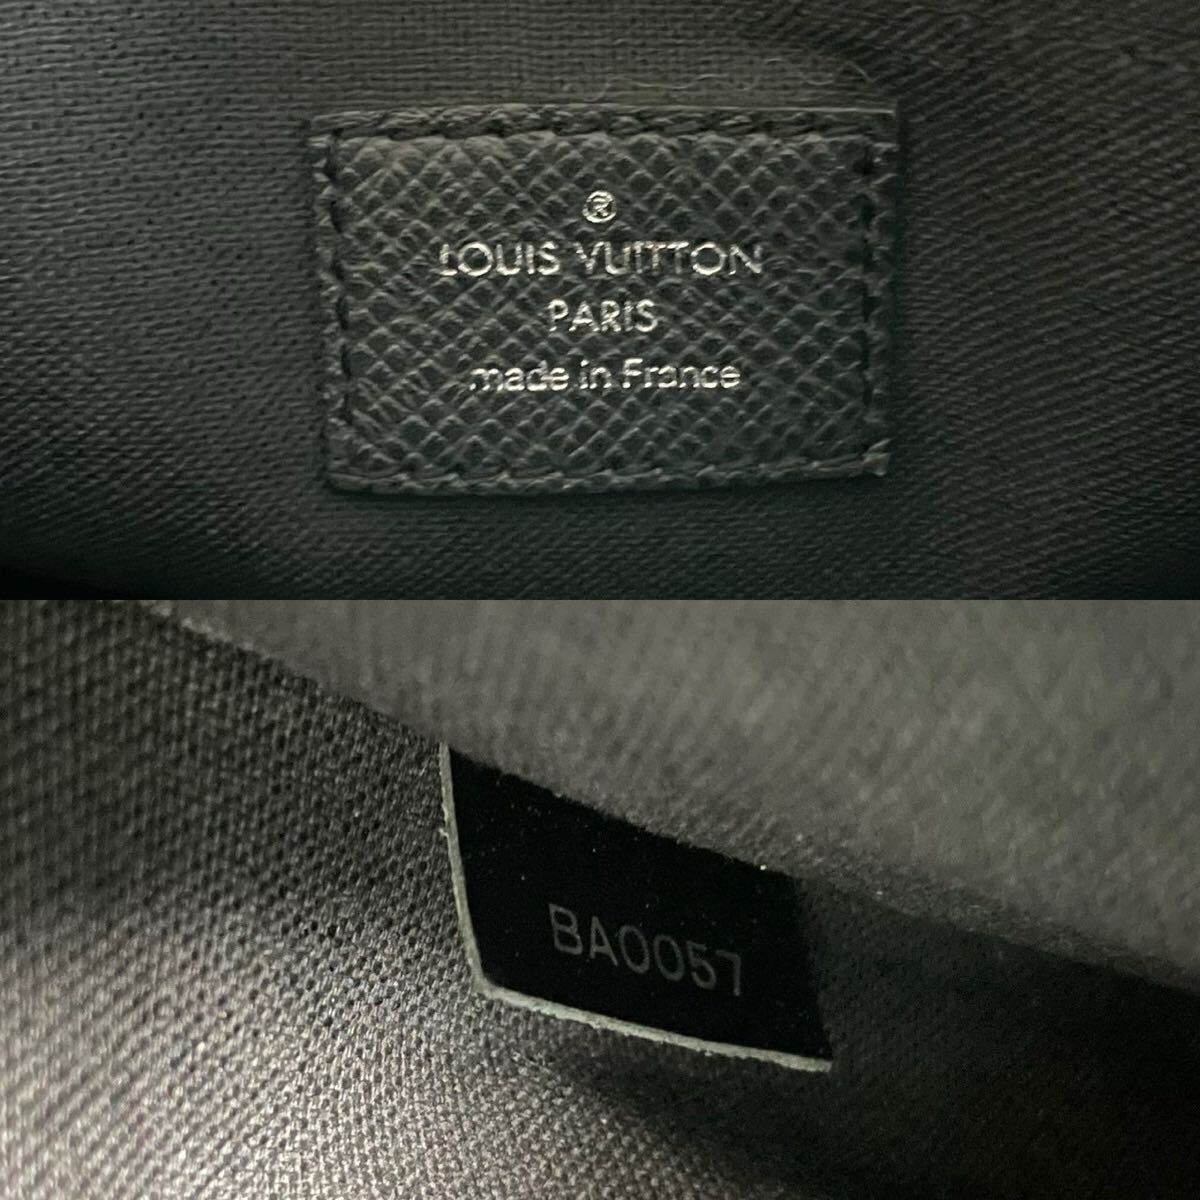 ®
LOUIS VUITTON
PARIS
made in France
BA0057